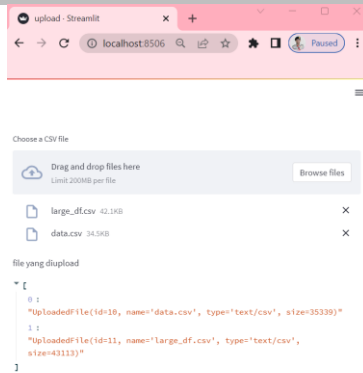 upload · Streamlit
localhost:8506
Paused
Choose a CSV file
Drag and drop files here
Limit 200MB per file
Browse files
large_df.csv 42.1KB
data.csv 34.5KB
file yang diupload
[
0 :
"UploadedFile(id=10, name='data.csv', type='text/csv', size=35339)"
1 :
"UploadedFile(id=11, name='large_df.csv', type='text/csv',
size=43113)"
]